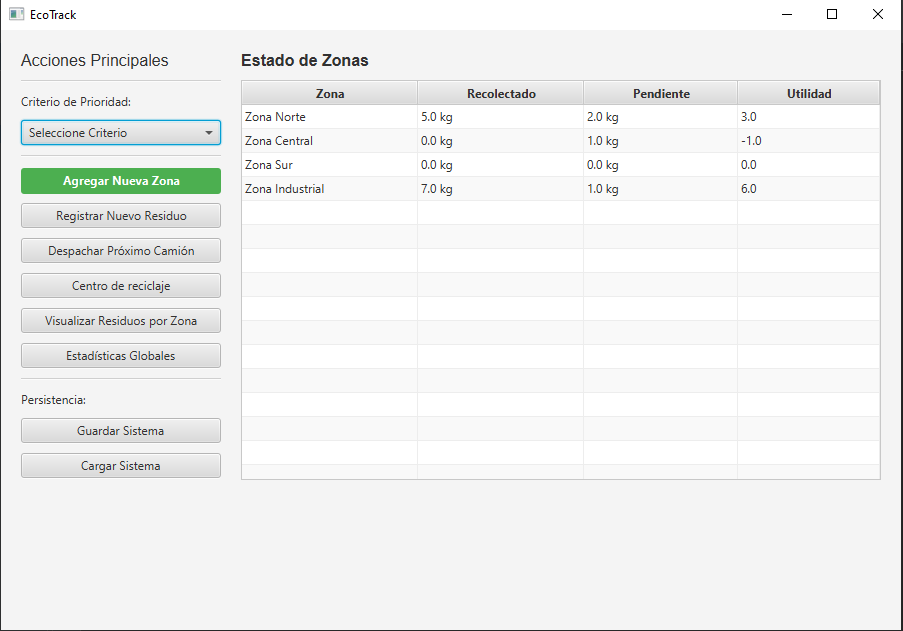 EcoTrack
Acciones Principales
Criterio de Prioridad:
Seleccione Criterio
Agregar Nueva Zona
Registrar Nuevo Residuo
Despachar Próximo Camión
Centro de reciclaje
Visualizar Residuos por Zona
Estadísticas Globales
Persistencia:
Guardar Sistema
Cargar Sistema
Estado de Zonas
Zona Recolectado Pendiente Utilidad
Zona Norte 5.0 kg 2.0 kg 3.0
Zona Central 0.0 kg 1.0 kg -1.0
Zona Sur 0.0 kg 0.0 kg 0.0
Zona Industrial 7.0 kg 1.0 kg 6.0